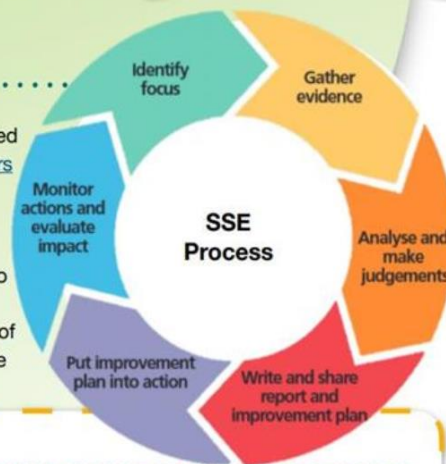 Identify
focus
Gather
evidence
Analyse and
make
judgements
Write and share
report and
improvement plan
Put improvement
plan into action
Monitor
actions and
evaluate
impact
SSE
Process
of